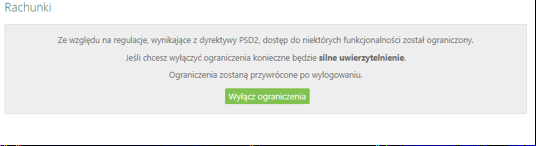 Rachunki
Ze względu na regulacje, wynikające z dyrektywy PSD2, dostęp do niektórych funkcjonalności został ograniczony.
Jeśli chcesz wyłączyć ograniczenia konieczne będzie silne uwierzytelnienie.
Ograniczenia zostaną przywrócone po wylogowaniu.
Wyłącz ograniczenia